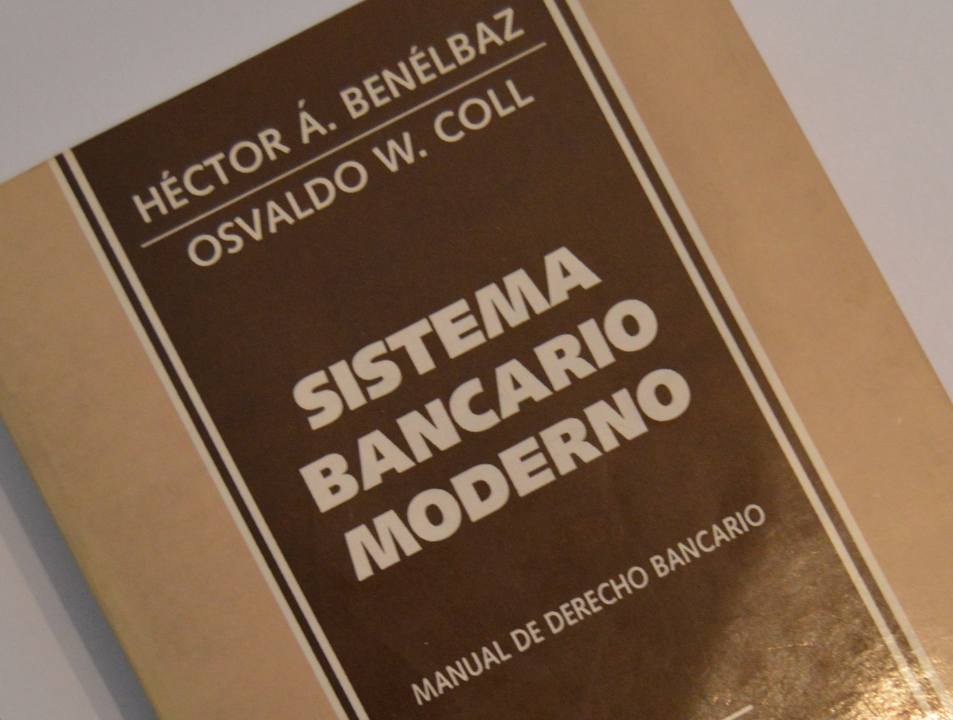 HÉCTOR Á. BENÉLBAZ
OSVALDO W. COLL
SISTEMA
BANCARIO
MODERNO
MANUAL DE DERECHO BANCARIO